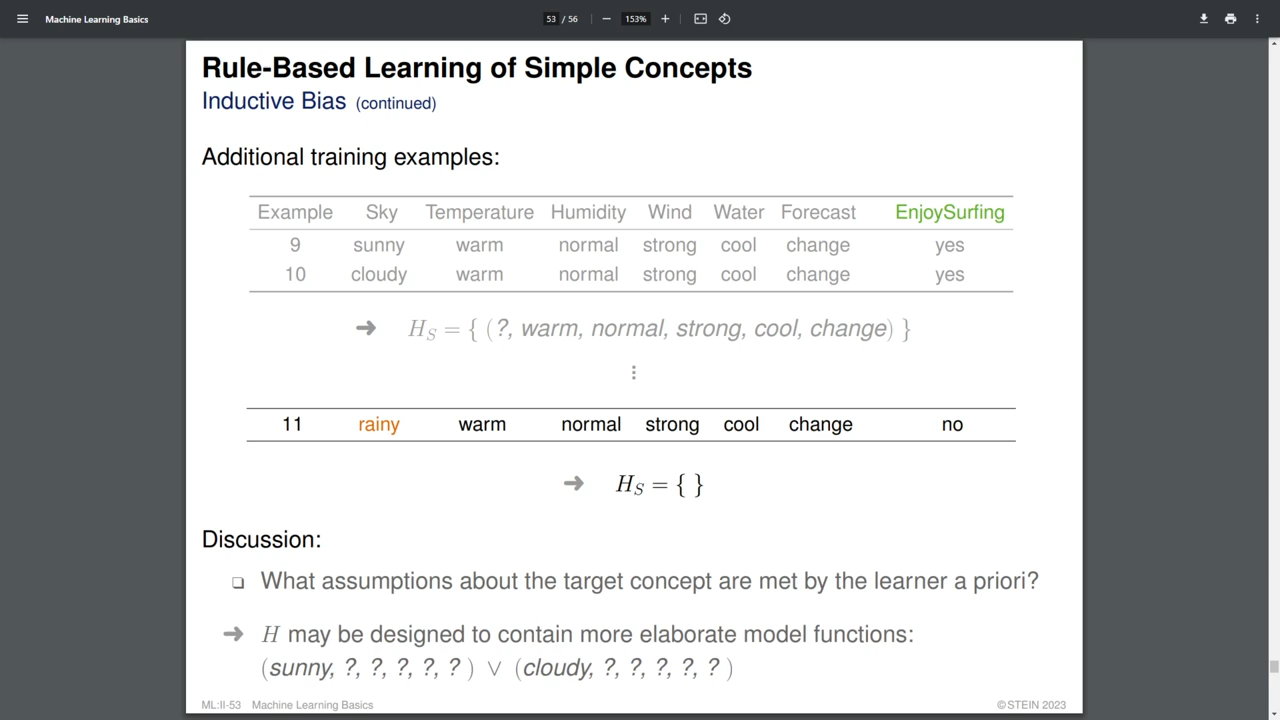 Machine Learning Basics
53 / 56
153%
Rule-Based Learning of Simple Concepts
Inductive Bias (continued)
Additional training examples:
Example Sky Temperature Humidity Wind Water Forecast EnjoySurfing
9 sunny warm normal strong cool change yes
10 cloudy warm normal strong cool change yes
➜ H_S = { (?, warm, normal, strong, cool, change) }
⋮
11 rainy warm normal strong cool change no
➜ H_S = { }
Discussion:
❑ What assumptions about the target concept are met by the learner a priori?
➜ H may be designed to contain more elaborate model functions:
(sunny, ?, ?, ?, ?, ? ) ∨ (cloudy, ?, ?, ?, ?, ? )
ML:II-53 Machine Learning Basics ©STEIN 2023